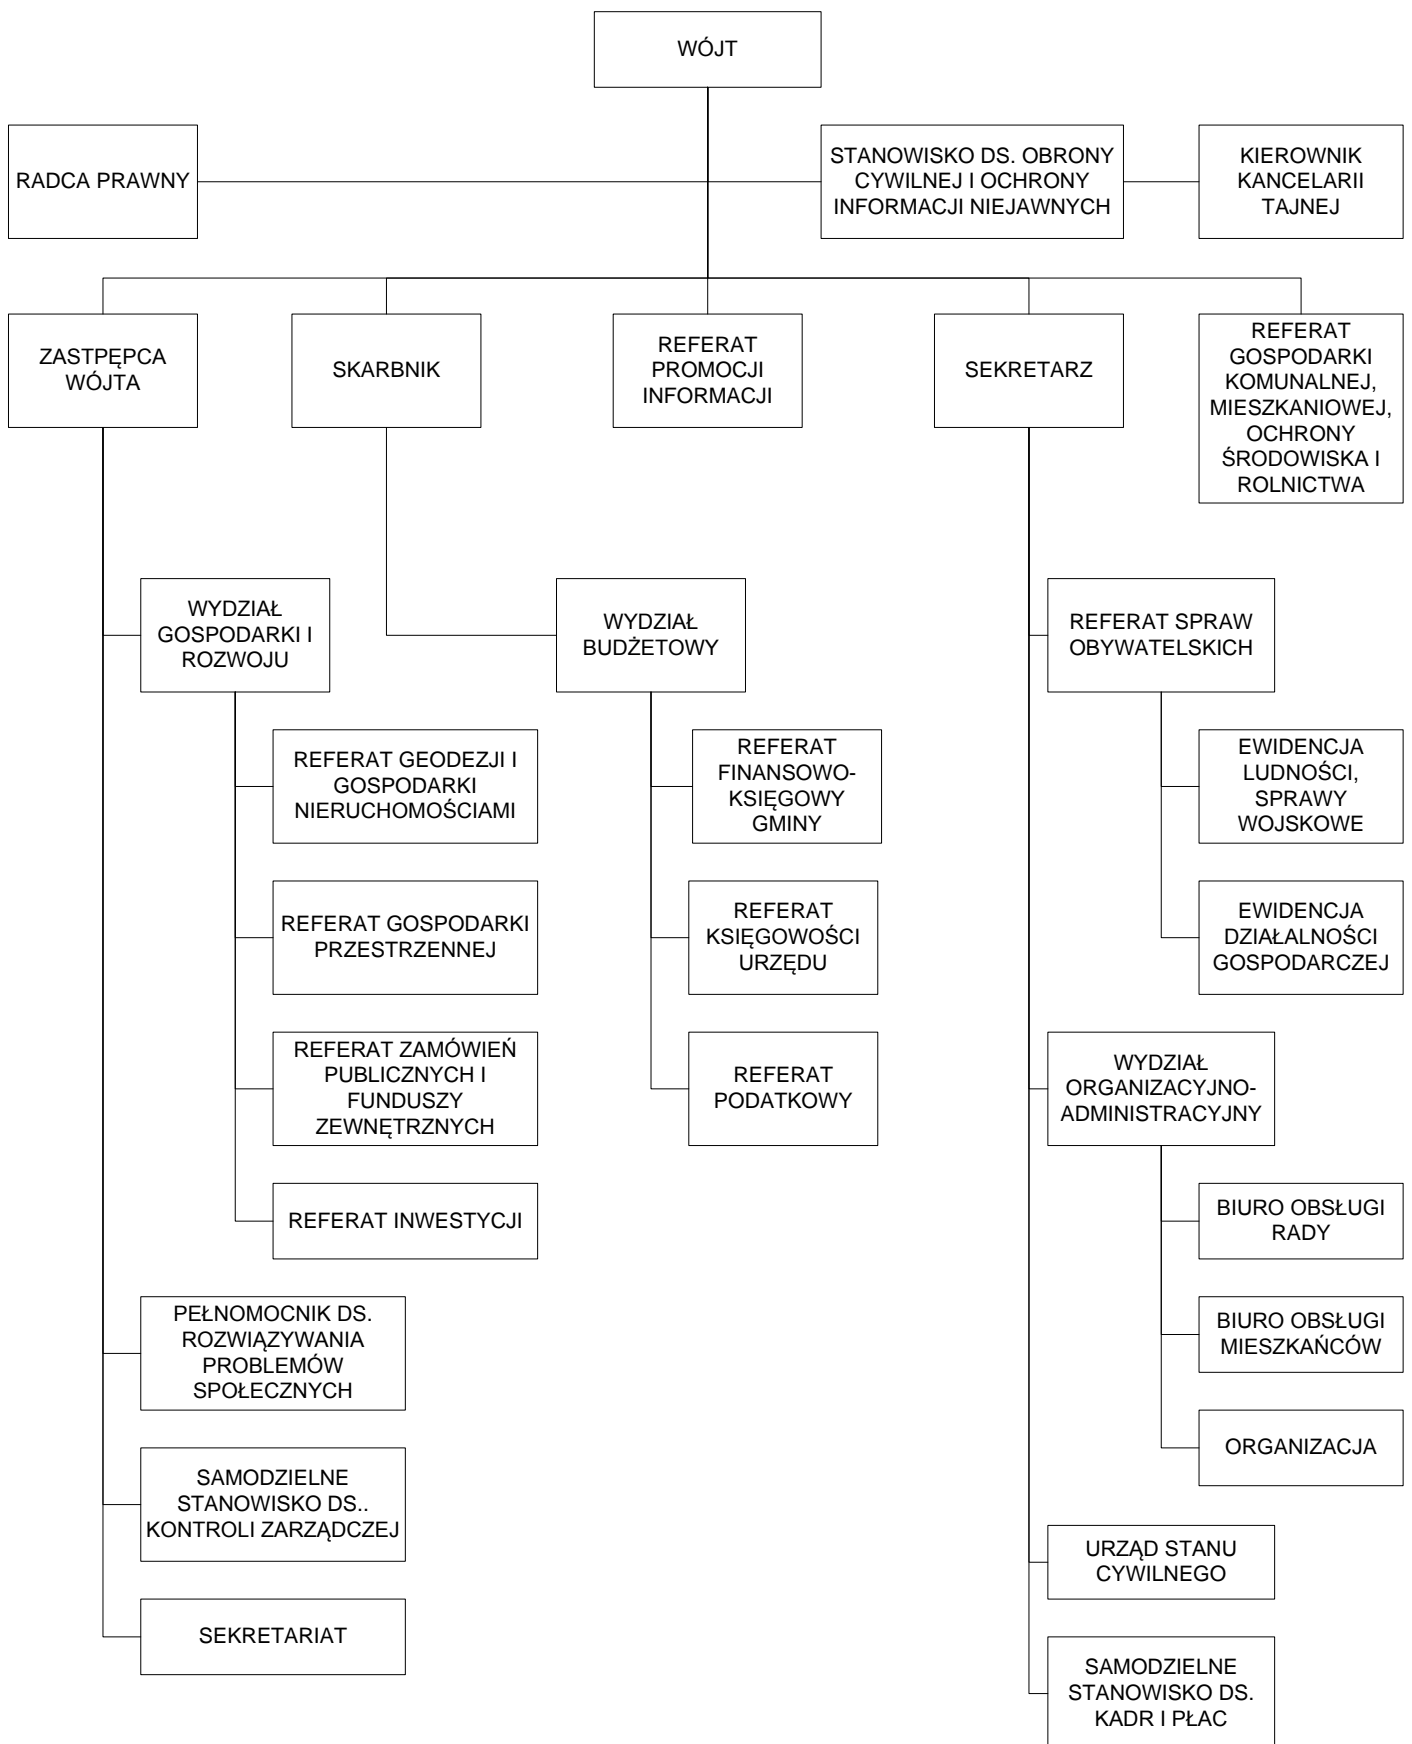 WÓJT
RADCA PRAWNY
STANOWISKO DS. OBRONY
CYWILNEJ I OCHRONY
INFORMACJI NIEJAWNYCH
KIEROWNIK
KANCELARII
TAJNEJ
ZASTPĘPCA
WÓJTA
SKARBNIK
REFERAT
PROMOCJI
INFORMACJI
SEKRETARZ
REFERAT
GOSPODARKI
KOMUNALNEJ,
MIESZKANIOWEJ,
OCHRONY
ŚRODOWISKA I
ROLNICTWA
WYDZIAŁ
GOSPODARKI I
ROZWOJU
WYDZIAŁ
BUDŻETOWY
REFERAT SPRAW
OBYWATELSKICH
REFERAT GEODEZJI I
GOSPODARKI
NIERUCHOMOŚCIAMI
REFERAT
FINANSOWO-
KSIĘGOWY
GMINY
EWIDENCJA
LUDNOŚCI,
SPRAWY
WOJSKOWE
REFERAT GOSPODARKI
PRZESTRZENNEJ
REFERAT
KSIĘGOWOŚCI
URZĘDU
EWIDENCJA
DZIAŁALNOŚCI
GOSPODARCZEJ
REFERAT ZAMÓWIEŃ
PUBLICZNYCH I
FUNDUSZY
ZEWNĘTRZNYCH
REFERAT
PODATKOWY
WYDZIAŁ
ORGANIZACYJNO-
ADMINISTRACYJNY
REFERAT INWESTYCJI
BIURO OBSŁUGI
RADY
PEŁNOMOCNIK DS.
ROZWIĄZYWANIA
PROBLEMÓW
SPOŁECZNYCH
BIURO OBSŁUGI
MIESZKAŃCÓW
ORGANIZACJA
SAMODZIELNE
STANOWISKO DS..
KONTROLI ZARZĄDCZEJ
URZĄD STANU
CYWILNEGO
SEKRETARIAT
SAMODZIELNE
STANOWISKO DS.
KADR I PŁAC